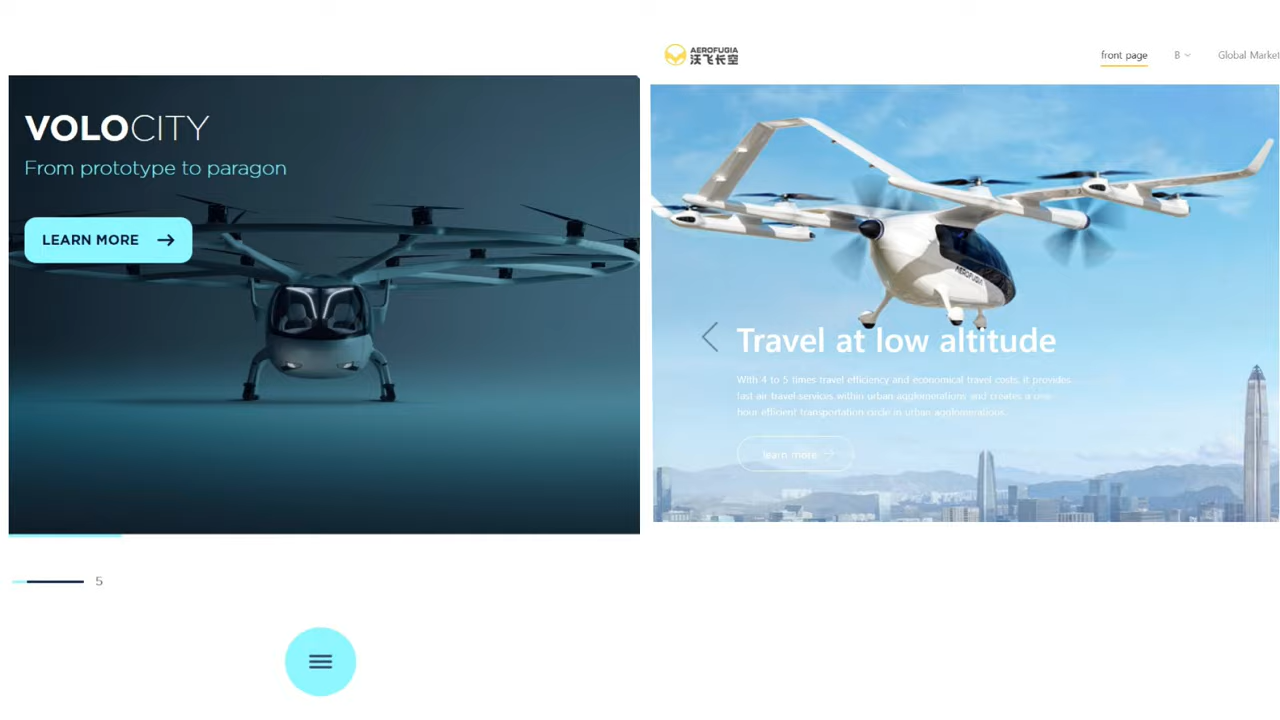 VOLOCITY
From prototype to paragon
LEARN MORE
5
AEROFUGIA
沃飞长空
front page
B
Global Market
AEROFUGIA
Travel at low altitude
With 4 to 5 times travel efficiency and economical travel costs, it provides
fast air travel services within urban agglomerations and creates a one-
hour efficient transportation circle in urban agglomerations.
learn more